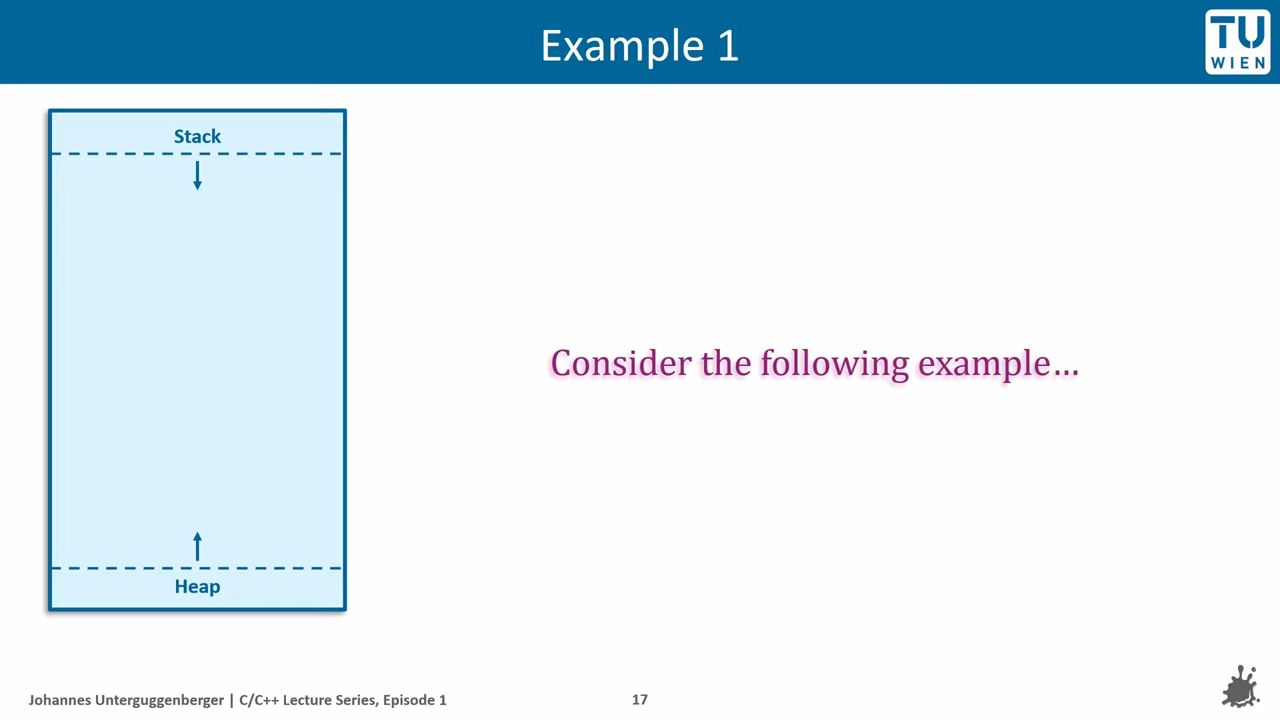 Example 1
TU
WIEN
Stack
Consider the following example…
Heap
Johannes Unterguggenberger | C/C++ Lecture Series, Episode 1
17